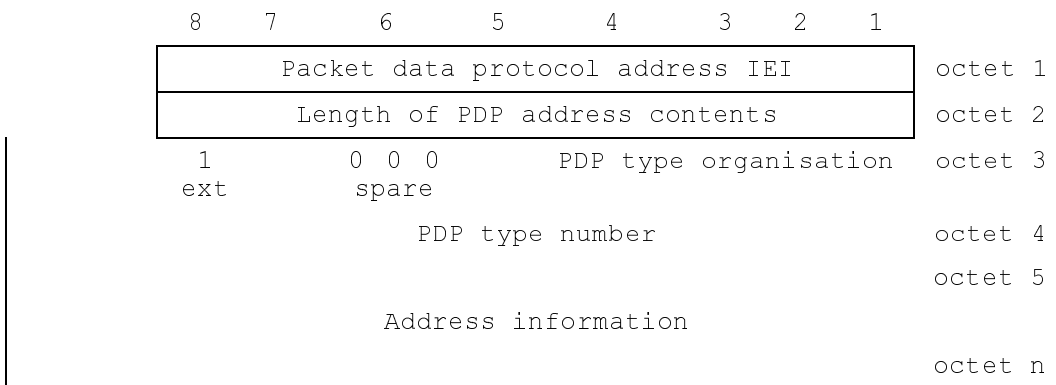 8 7 6 5 4 3 2 1
Packet data protocol address IEI octet 1
Length of PDP address contents octet 2
1 0 0 0 PDP type organisation octet 3
ext spare
PDP type number octet 4
octet 5
Address information
octet n